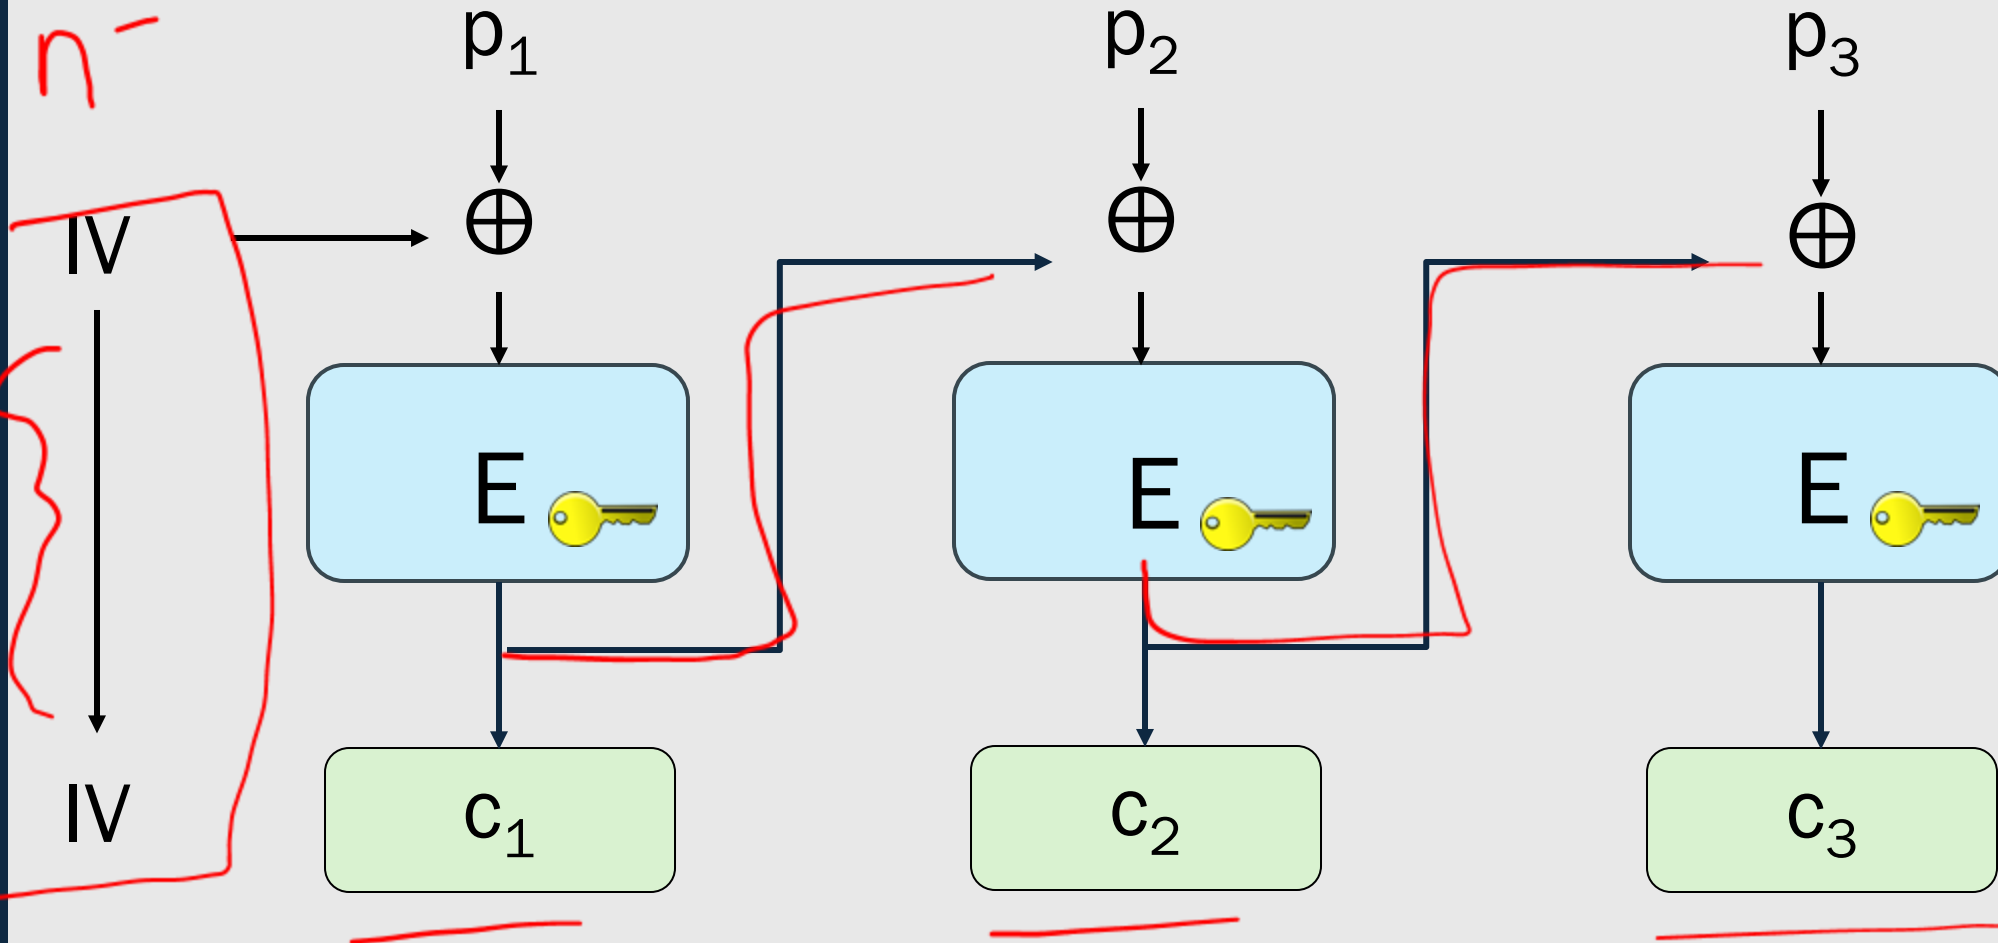 n -
p₁ p₂ p₃
IV ⊕ ⊕ ⊕
E E E
IV c₁ c₂ c₃